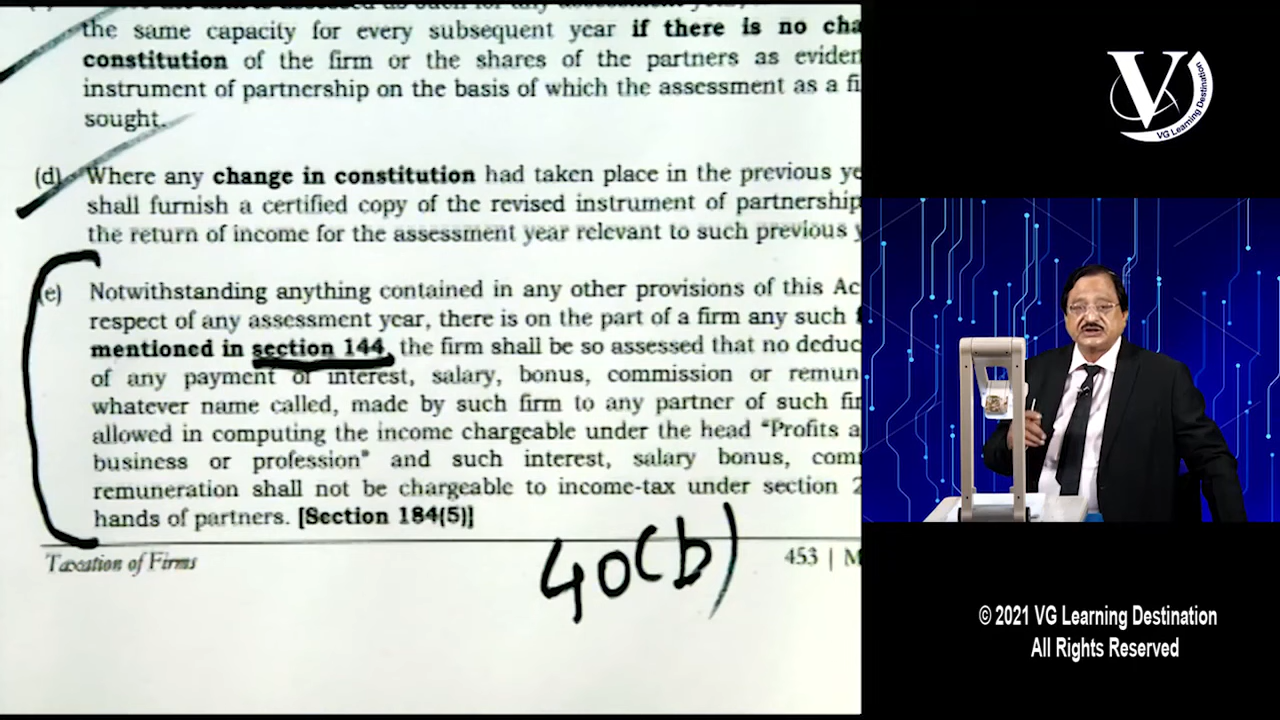 the same capacity for every subsequent year if there is no cha
constitution of the firm or the shares of the partners as eviden
instrument of partnership on the basis of which the assessment as a fi
sought.
(d) Where any change in constitution had taken place in the previous ye
shall furnish a certified copy of the revised instrument of partnership
the return of income for the assessment year relevant to such previous y
(e) Notwithstanding anything contained in any other provisions of this Ac
respect of any assessment year, there is on the part of a firm any such
mentioned in section 144, the firm shall be so assessed that no deduc
of any payment of interest, salary, bonus, commission or remun
whatever name called, made by such firm to any partner of such fir
allowed in computing the income chargeable under the head "Profits a
business or profession" and such interest, salary bonus, com
remuneration shall not be chargeable to income-tax under section 2
hands of partners. [Section 184(5)]
Taxation of Firms
453 | M
40(b)
V
VG Learning Destination
© 2021 VG Learning Destination
All Rights Reserved